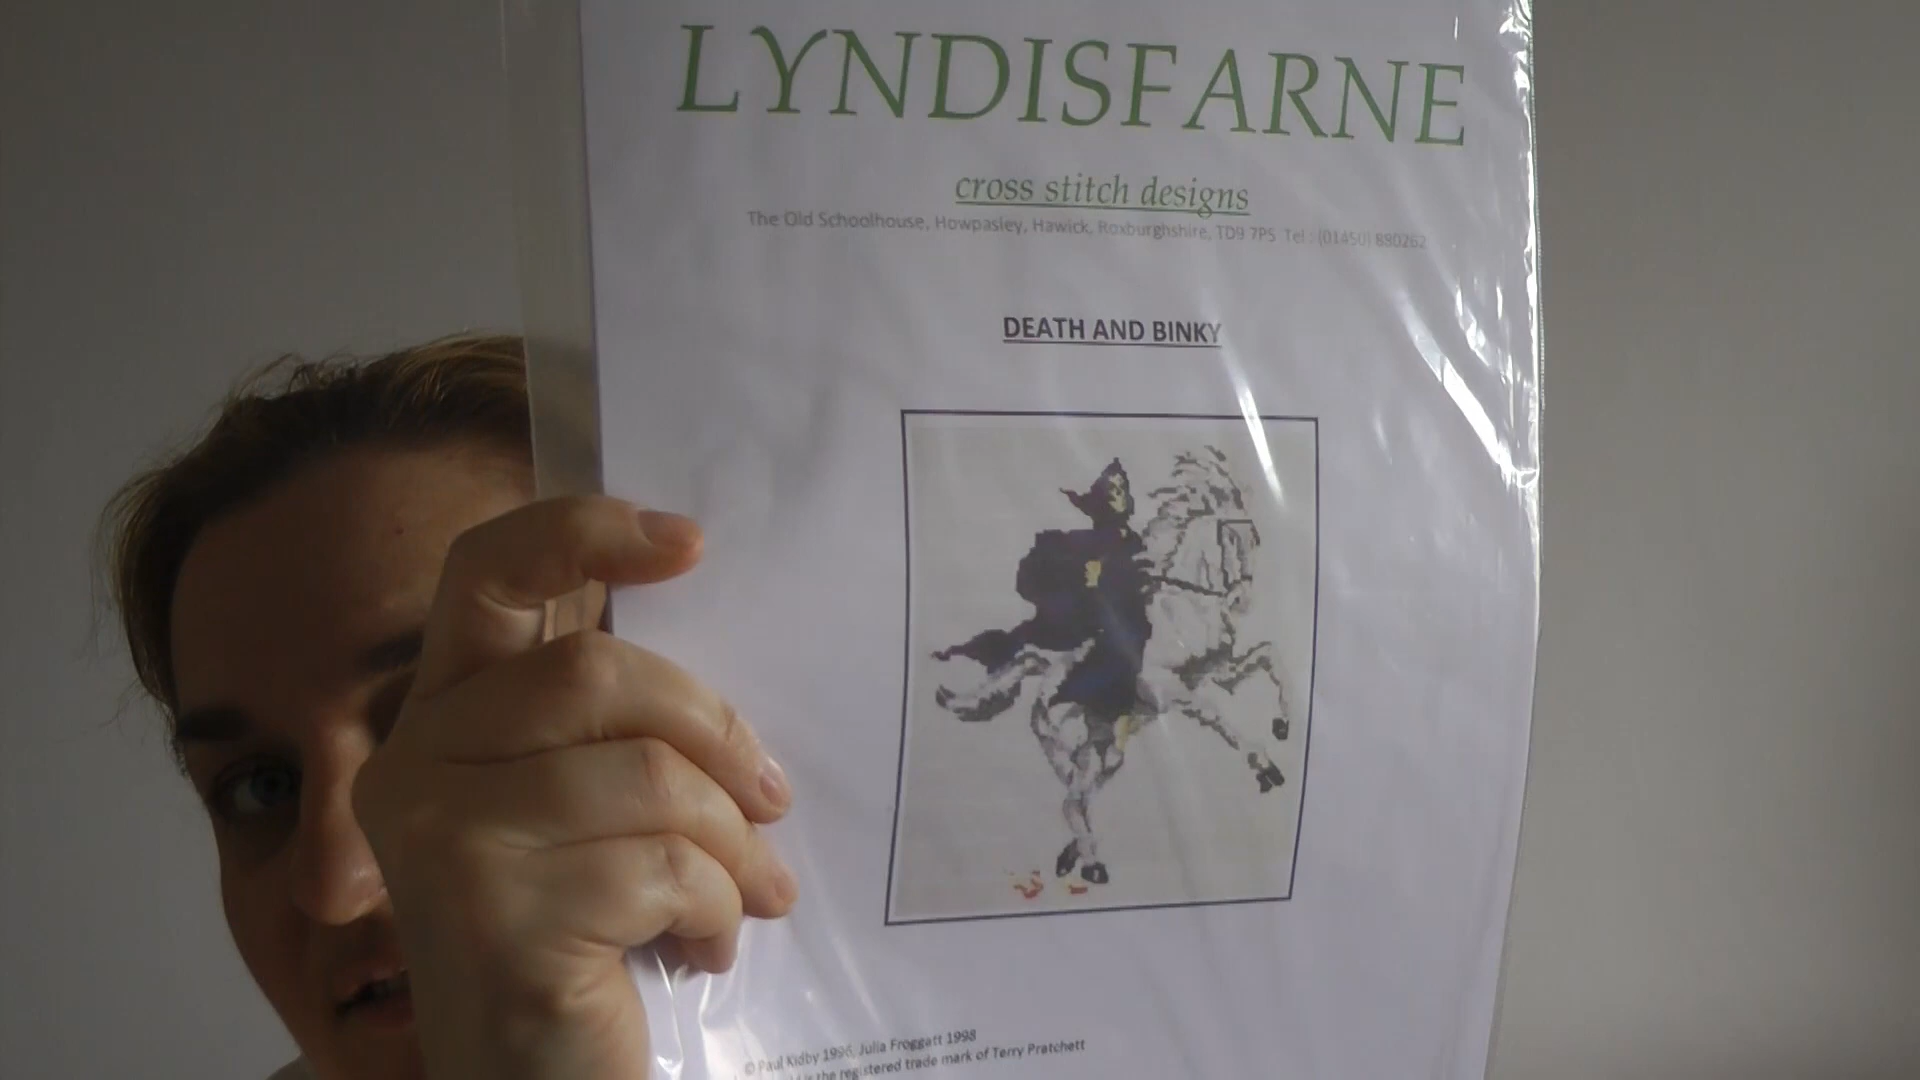 LYNDISFARNE
cross stitch designs
The Old Schoolhouse, Howpasley, Hawick, Roxburghshire, TD9 7PS Tel : (01450) 880262
DEATH AND BINKY
© Paul Kidby 1996, Julia Froggatt 1998
is the registered trade mark of Terry Pratchett